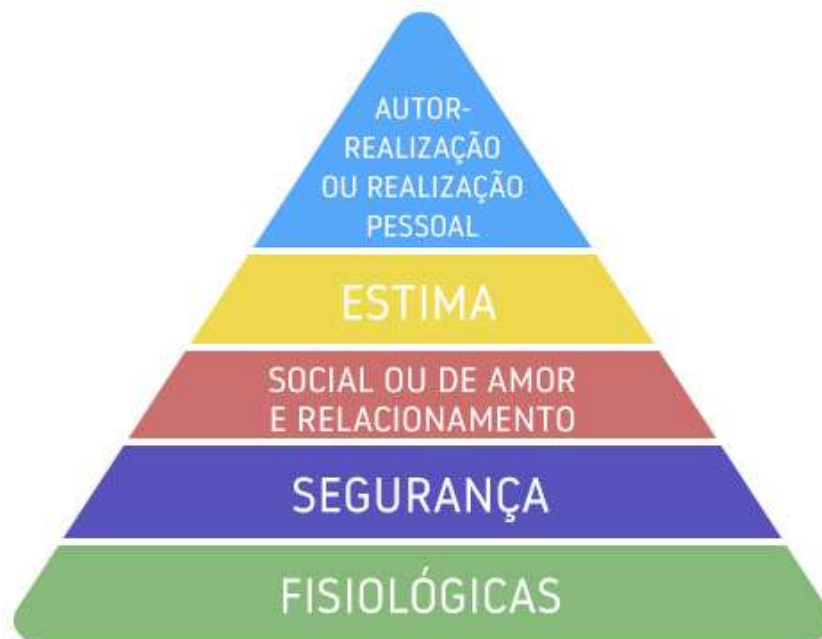 AUTOR-
REALIZAÇÃO
OU REALIZAÇÃO
PESSOAL
ESTIMA
SOCIAL OU DE AMOR
E RELACIONAMENTO
SEGURANÇA
FISIOLÓGICAS